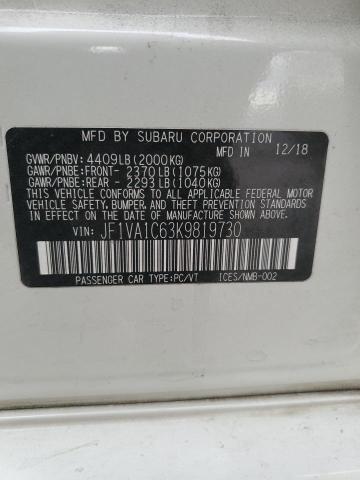 MFD BY SUBARU CORPORATION
GVWR/PNBV: 4409LB(2000KG) MFD IN 12/18
GAWR/PNBE:FRONT- 2370LB(1075KG)
GAWR/PNBE:REAR - 2293LB(1040KG)
THIS VEHICLE CONFORMS TO ALL APPLICABLE FEDERAL MOTOR
VEHICLE SAFETY, BUMPER, AND THEFT PREVENTION STANDARDS
IN EFFECT ON THE DATE OF MANUFACTURE SHOWN ABOVE.
VIN: JF1VA1C63K9819730
PASSENGER CAR TYPE:PC/VT ICES/NMB-002